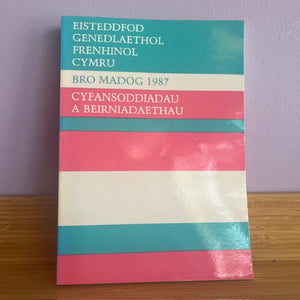 EISTEDDFOD
GENEDLAETHOL
FRENHINOL
CYMRU
BRO MADOG 1987
CYFANSODDIADAU
A BEIRNIADAETHAU